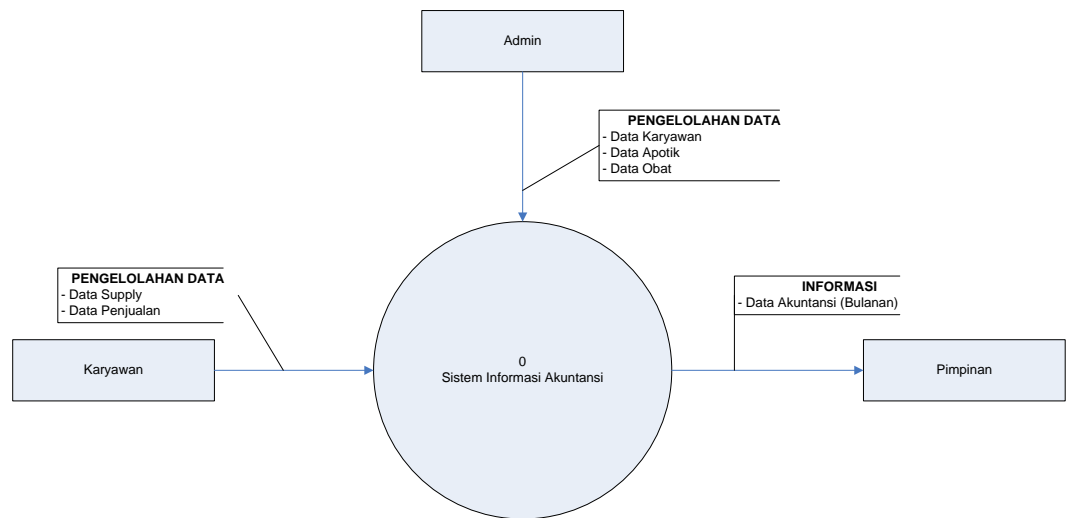 Admin
PENGELOLAHAN DATA
- Data Karyawan
- Data Apotik
- Data Obat
PENGELOLAHAN DATA
- Data Supply
- Data Penjualan
INFORMASI
- Data Akuntansi (Bulanan)
Karyawan
0
Sistem Informasi Akuntansi
Pimpinan